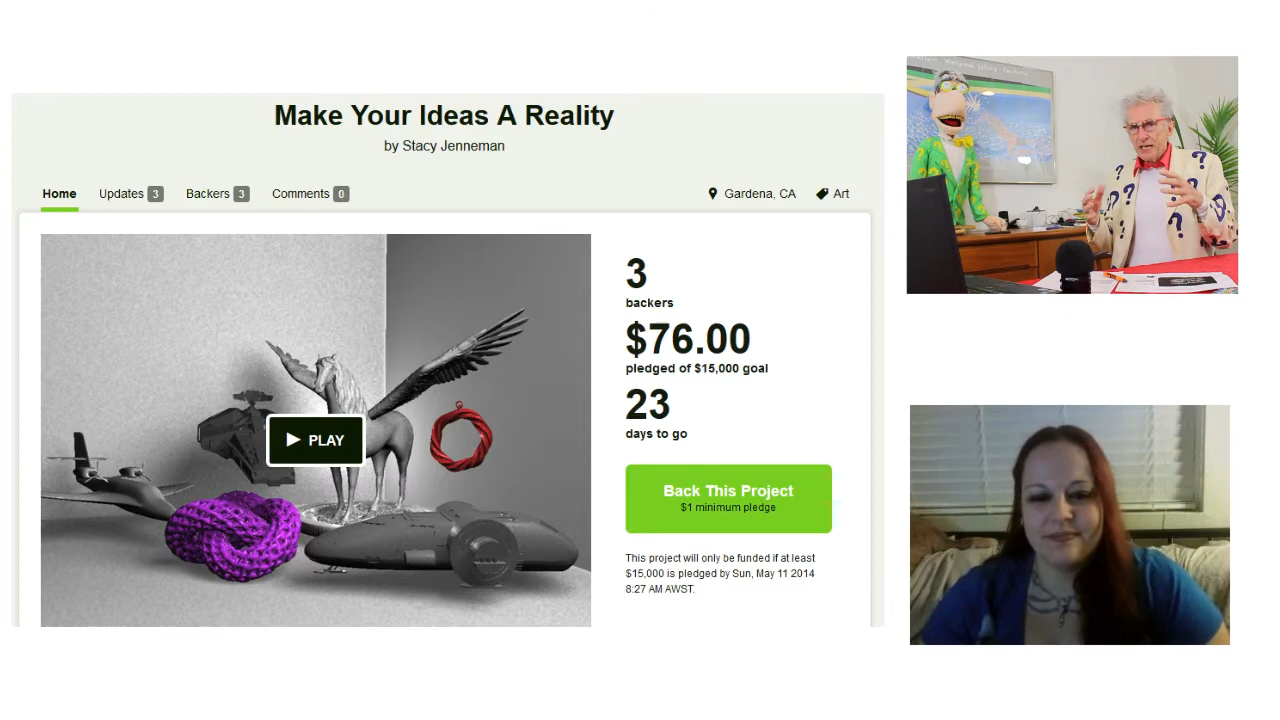 Make Your Ideas A Reality
by Stacy Jenneman
Home Updates 3 Backers 3 Comments 0 Gardena, CA Art
PLAY
3
backers
$76.00
pledged of $15,000 goal
23
days to go
Back This Project
$1 minimum pledge
This project will only be funded if at least
$15,000 is pledged by Sun, May 11 2014
8:27 AM AWST.
? ? ? ? ?